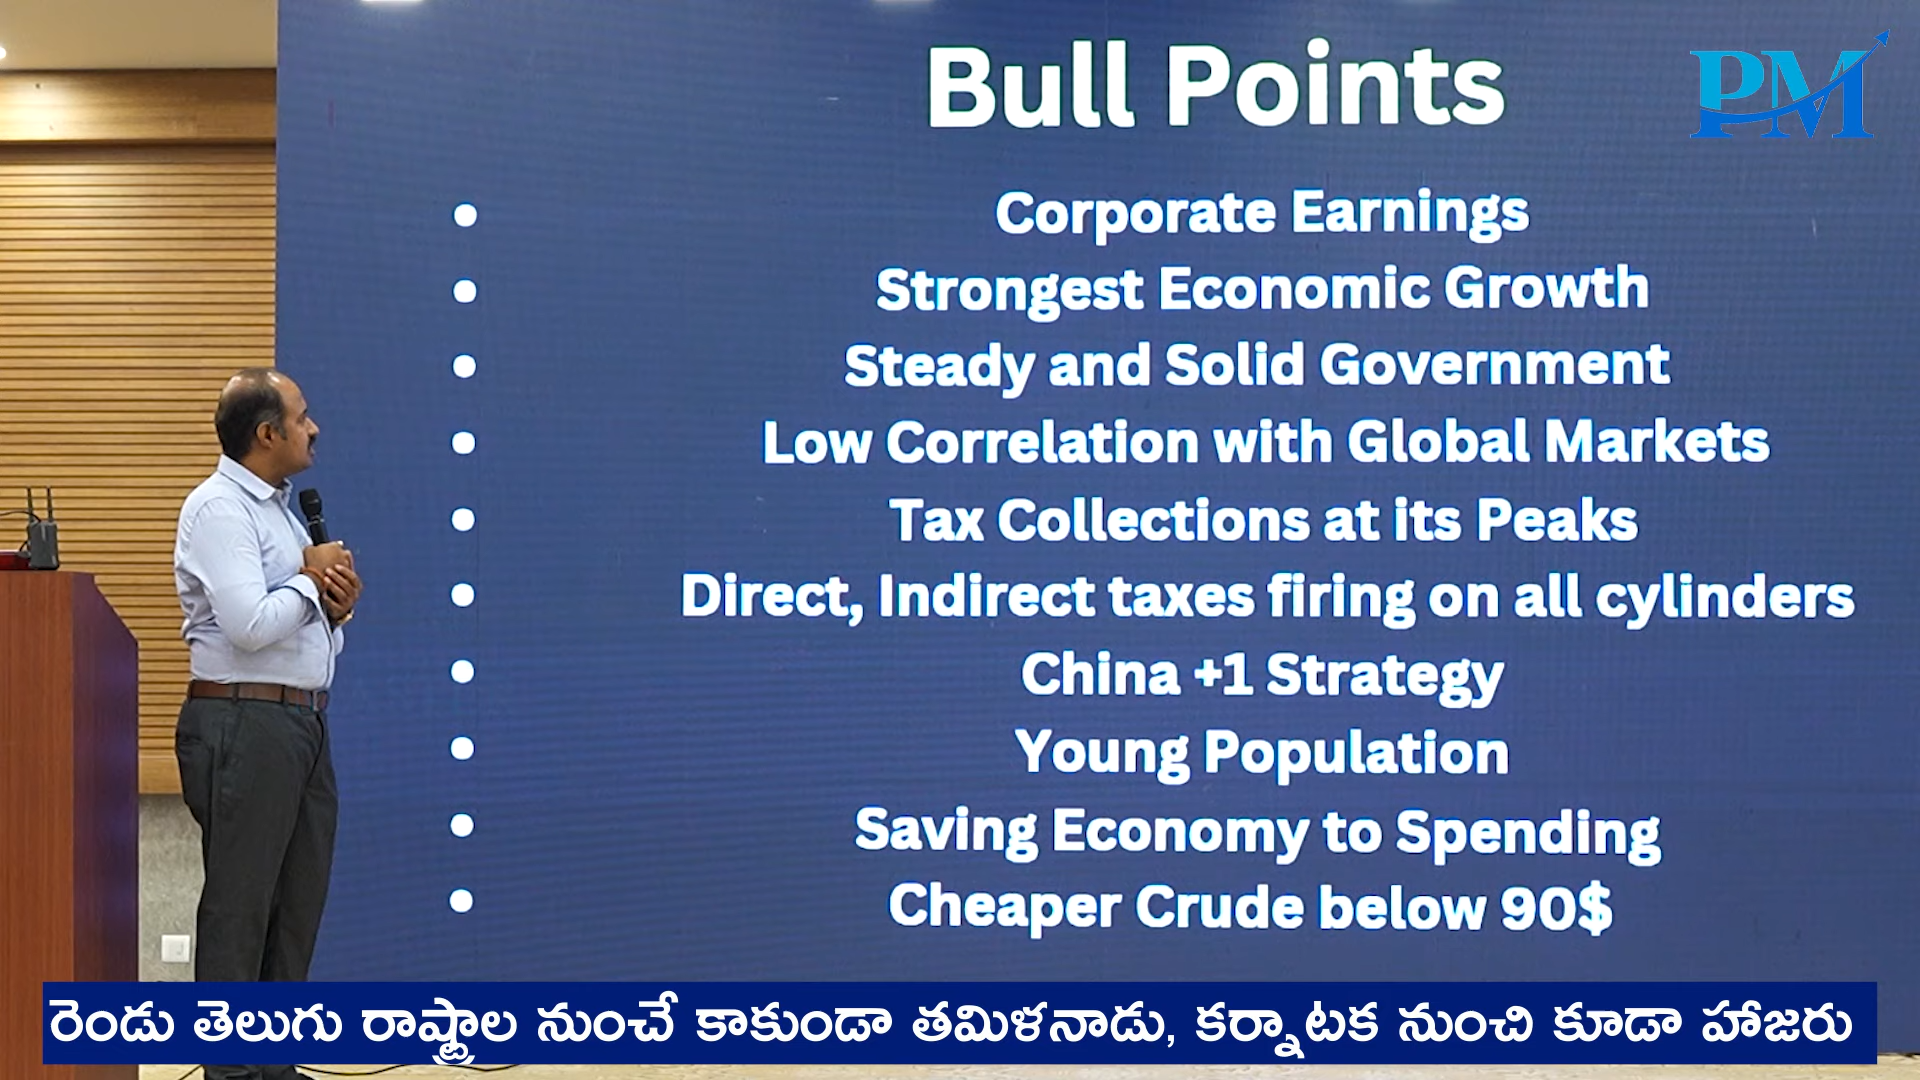 Bull Points
PM
Corporate Earnings
Strongest Economic Growth
Steady and Solid Government
Low Correlation with Global Markets
Tax Collections at its Peaks
Direct, Indirect taxes firing on all cylinders
China +1 Strategy
Young Population
Saving Economy to Spending
Cheaper Crude below 90$
రెండు తెలుగు రాష్ట్రాల నుంచే కాకుండా తమిళనాడు, కర్నాటక నుంచి కూడా హాజరు